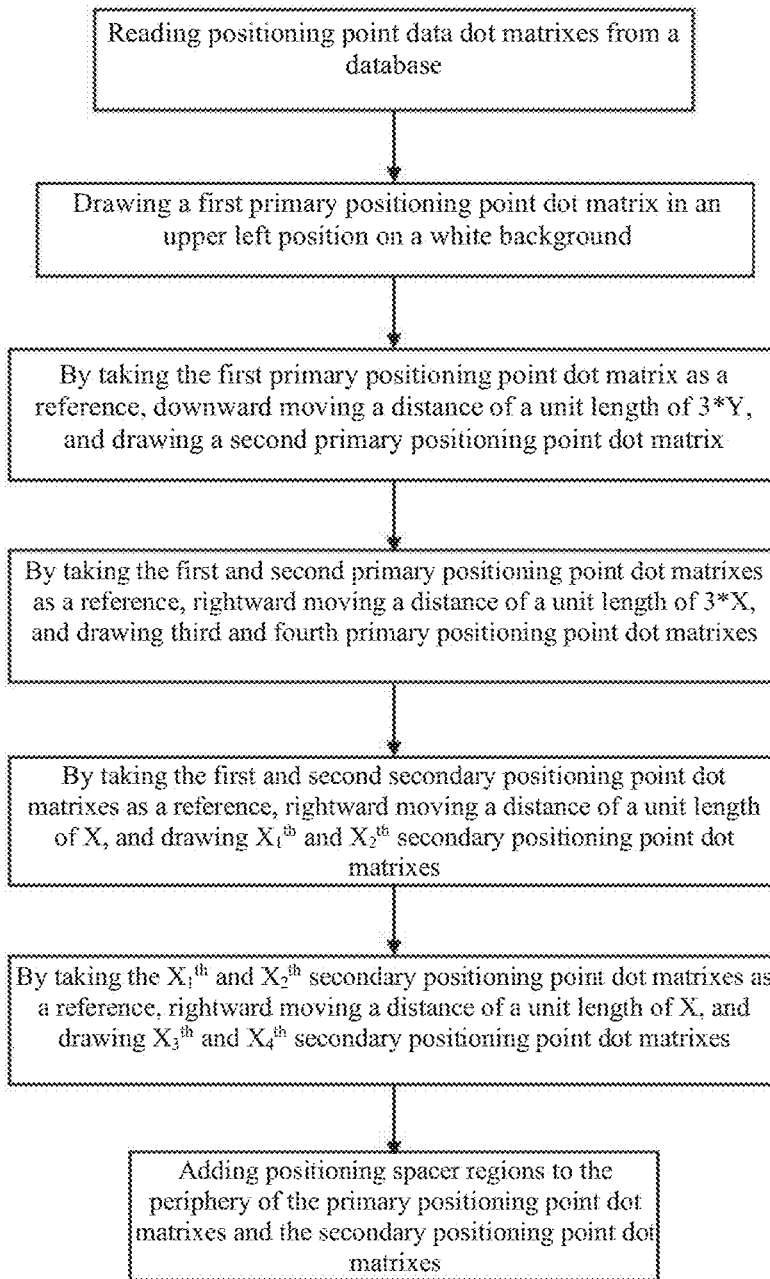 Reading positioning point data dot matrixes from a
database
Drawing a first primary positioning point dot matrix in an
upper left position on a white background
By taking the first primary positioning point dot matrix as a
reference, downward moving a distance of a unit length of 3*Y,
and drawing a second primary positioning point dot matrix
By taking the first and second primary positioning point dot matrixes
as a reference, rightward moving a distance of a unit length of 3*X,
and drawing third and fourth primary positioning point dot matrixes
By taking the first and second secondary positioning point dot
matrixes as a reference, rightward moving a distance of a unit length
of X, and drawing X₁ᵗʰ and X₂ᵗʰ secondary positioning point dot
matrixes
By taking the X₁ᵗʰ and X₂ᵗʰ secondary positioning point dot matrixes as
a reference, rightward moving a distance of a unit length of X, and
drawing X₃ᵗʰ and X₄ᵗʰ secondary positioning point dot matrixes
Adding positioning spacer regions to the
periphery of the primary positioning point dot
matrixes and the secondary positioning point dot
matrixes